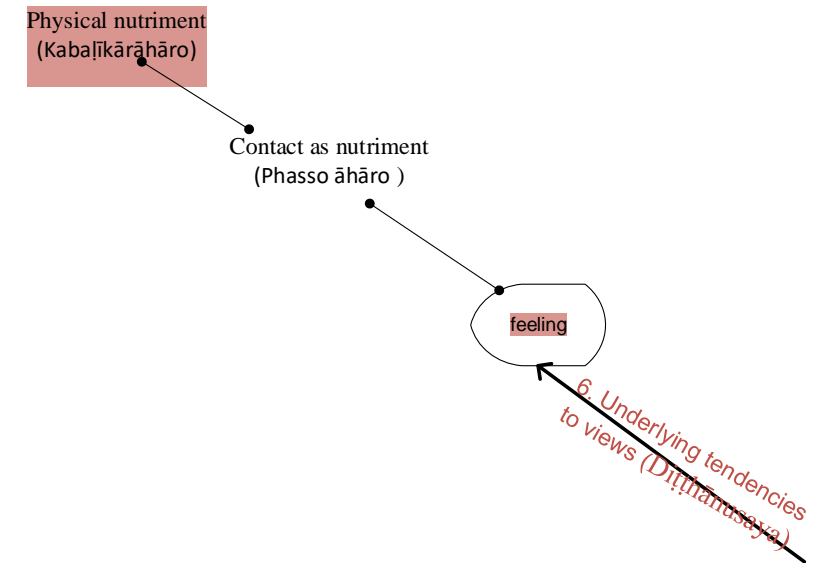 Physical nutriment
(Kabaḷīkārāhāro)
Contact as nutriment
(Phasso āhāro )
feeling
6. Underlying tendencies
to views (Diṭṭhānusaya)